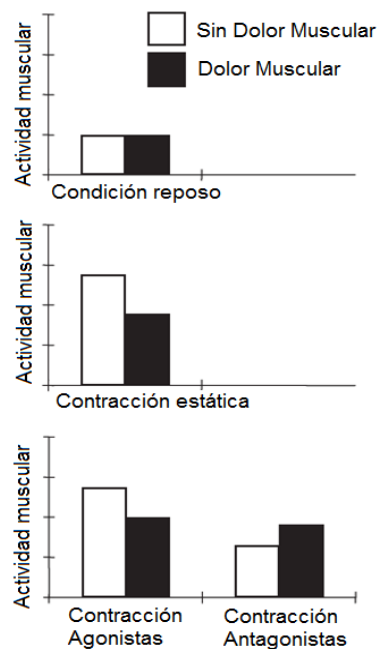 Sin Dolor Muscular
Dolor Muscular
Actividad muscular
Condición reposo
Actividad muscular
Contracción estática
Actividad muscular
Contracción
Agonistas
Contracción
Antagonistas